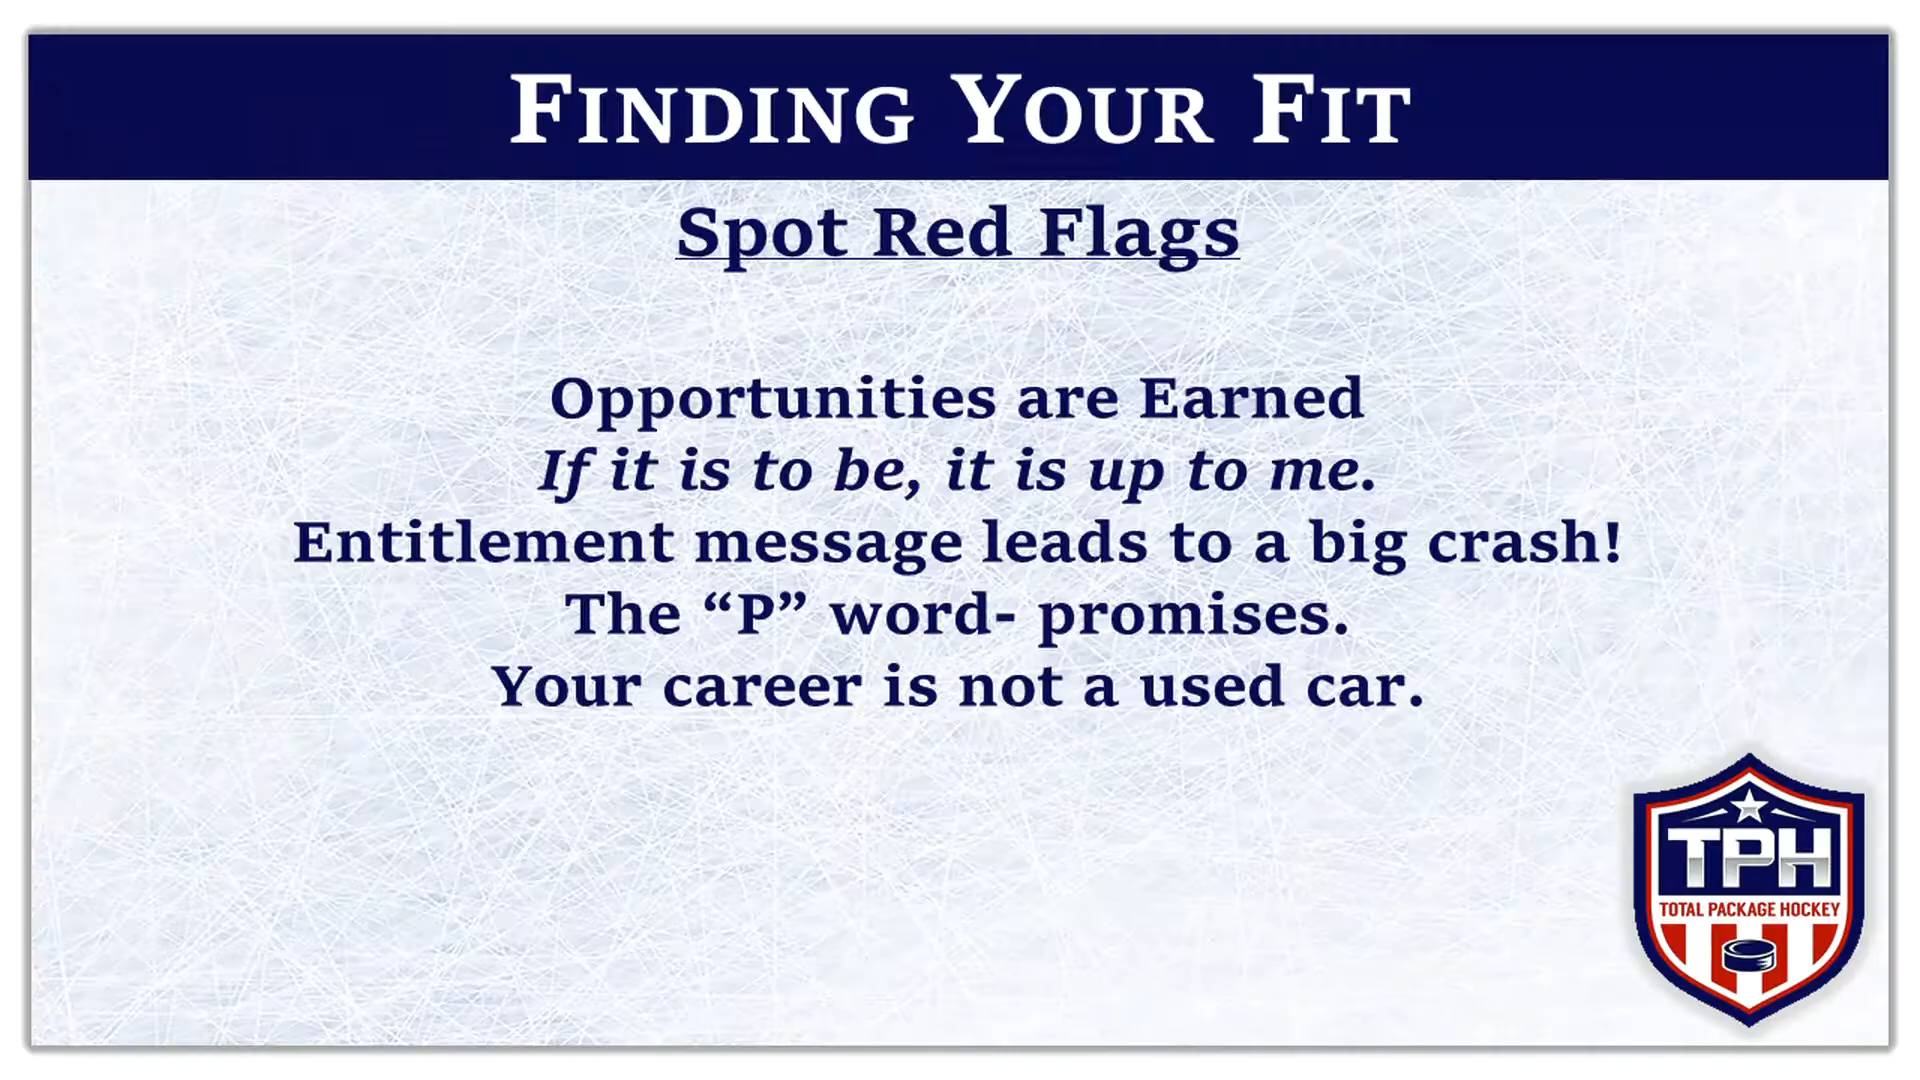 FINDING YOUR FIT
Spot Red Flags
Opportunities are Earned
If it is to be, it is up to me.
Entitlement message leads to a big crash!
The “P” word- promises.
Your career is not a used car.
TPH
TOTAL PACKAGE HOCKEY